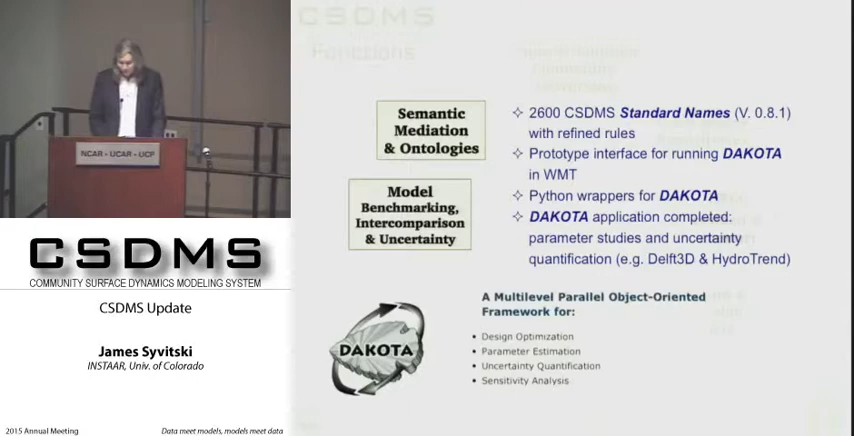 NCAR • UCAR • UCP
CSDMS
COMMUNITY SURFACE DYNAMICS MODELING SYSTEM
CSDMS Update
James Syvitski
INSTAAR, Univ. of Colorado
2015 Annual Meeting
Data meet models, models meet data
CSDMS
Functions
Semantic
Mediation
& Ontologies
Model
Benchmarking,
Intercomparison
& Uncertainty
✧ 2600 CSDMS Standard Names (V. 0.8.1)
with refined rules
✧ Prototype interface for running DAKOTA
in WMT
✧ Python wrappers for DAKOTA
✧ DAKOTA application completed:
parameter studies and uncertainty
quantification (e.g. Delft3D & HydroTrend)
DAKOTA
A Multilevel Parallel Object-Oriented
Framework for:
• Design Optimization
• Parameter Estimation
• Uncertainty Quantification
• Sensitivity Analysis